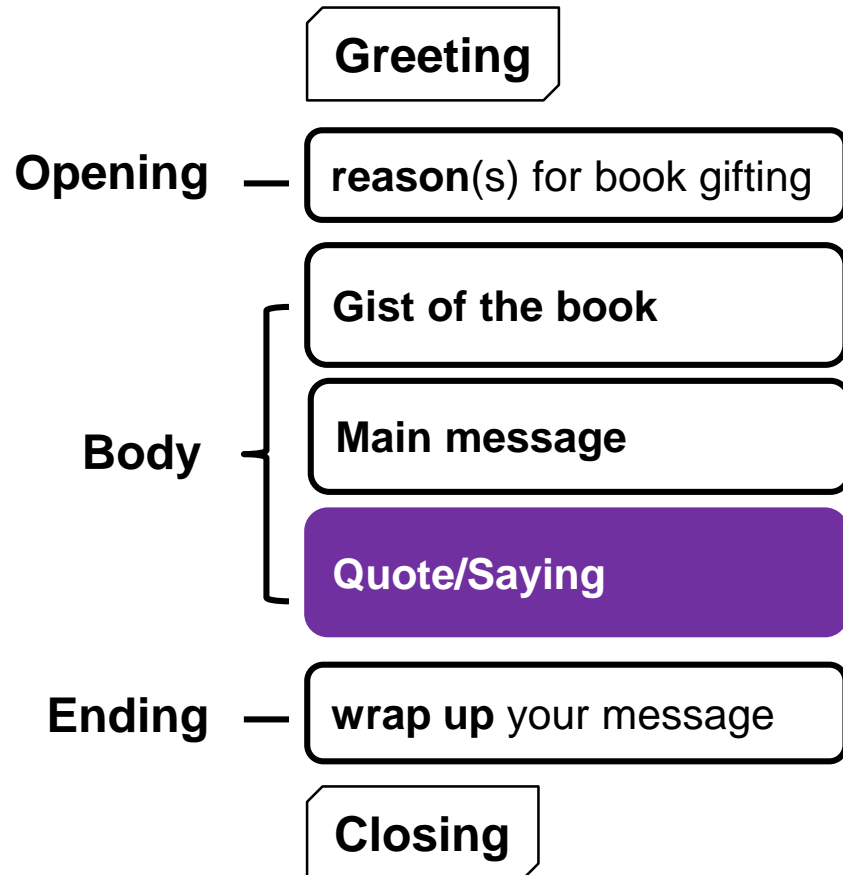 Greeting
Opening
reason(s) for book gifting
Gist of the book
Body
Main message
Quote/Saying
Ending
wrap up your message
Closing